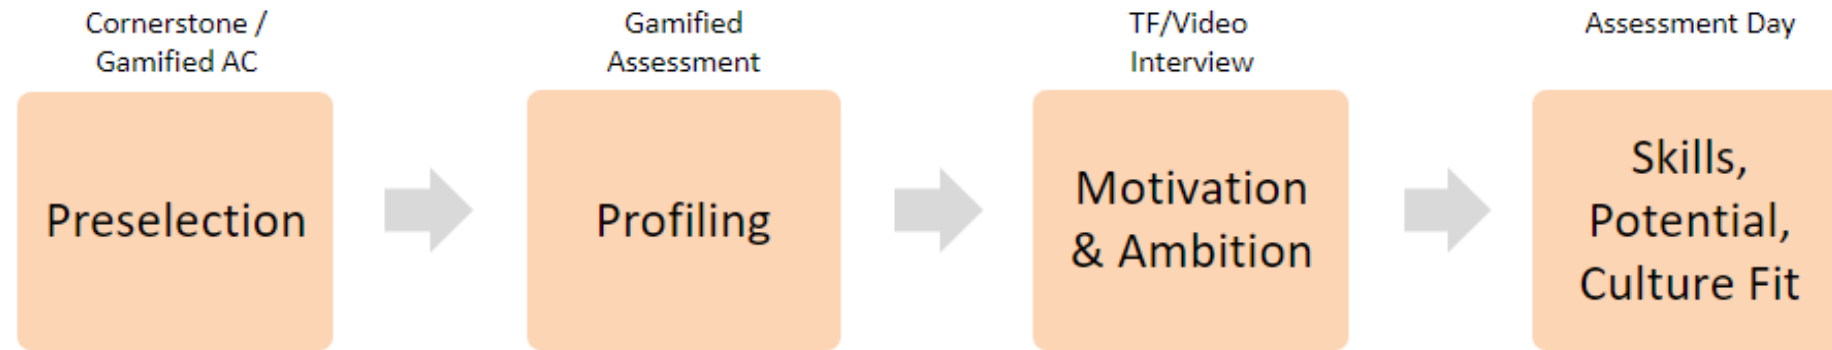 Cornerstone /
Gamified AC
Preselection
Gamified
Assessment
Profiling
TF/Video
Interview
Motivation
& Ambition
Assessment Day
Skills,
Potential,
Culture Fit